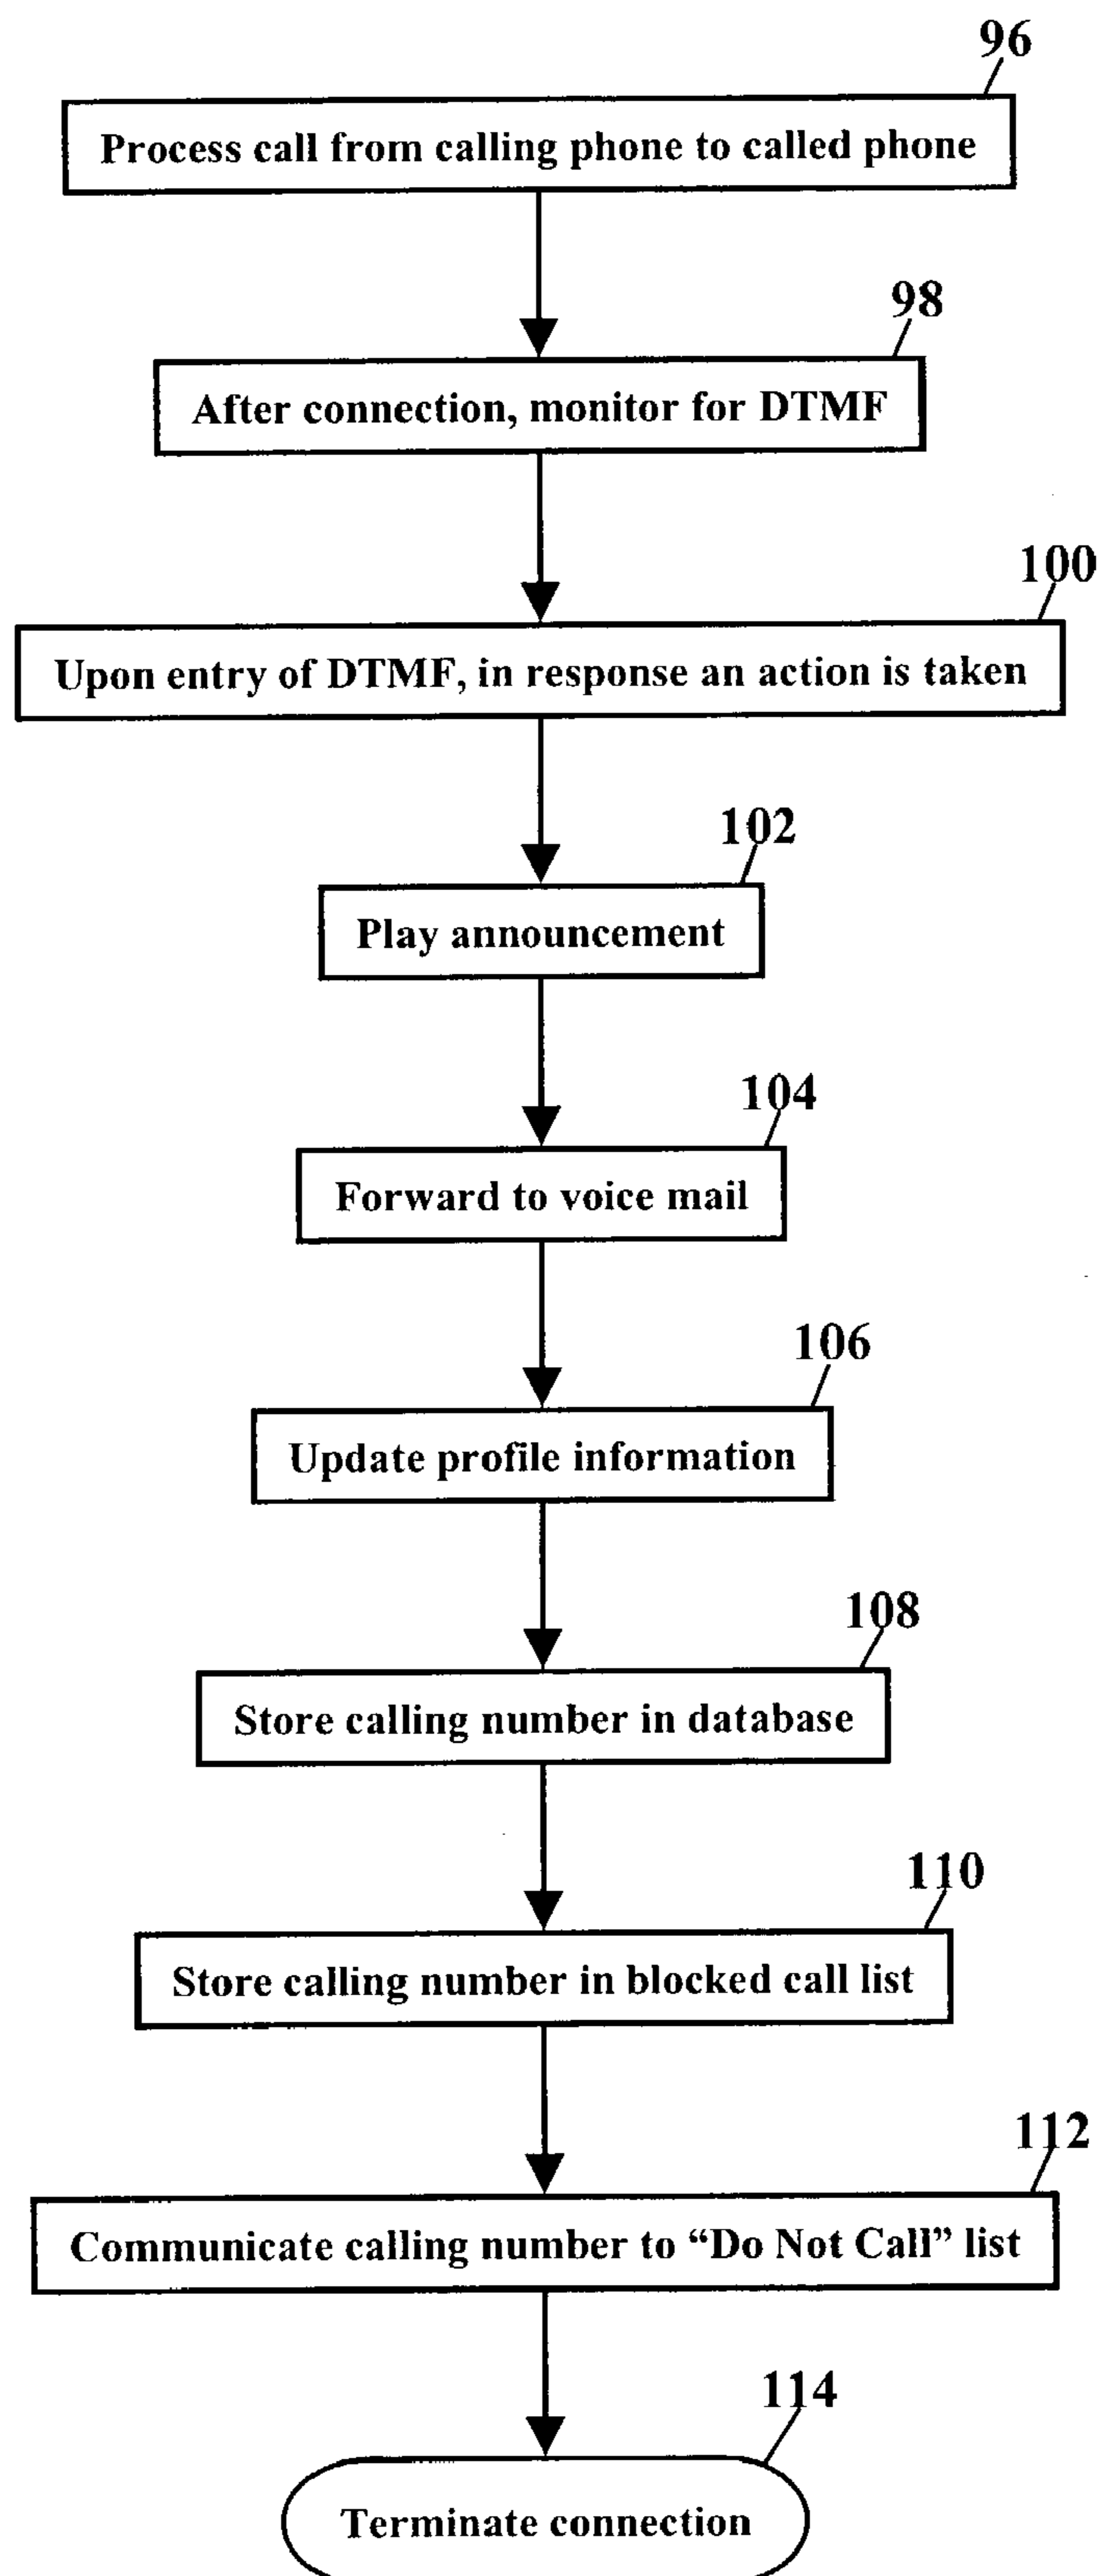 96
Process call from calling phone to called phone
98
After connection, monitor for DTMF
100
Upon entry of DTMF, in response an action is taken
102
Play announcement
104
Forward to voice mail
106
Update profile information
108
Store calling number in database
110
Store calling number in blocked call list
112
Communicate calling number to “Do Not Call” list
114
Terminate connection